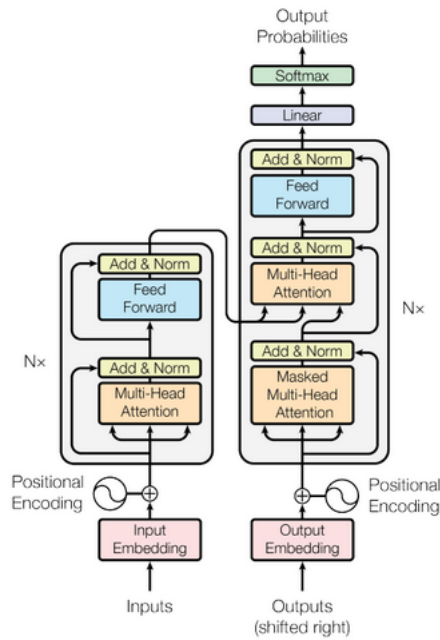 Output
Probabilities
Softmax
Linear
Add & Norm
Feed
Forward
Add & Norm
Multi-Head
Attention
Nx
Add & Norm
Masked
Multi-Head
Attention
Add & Norm
Feed
Forward
Nx
Add & Norm
Multi-Head
Attention
Positional
Encoding
Positional
Encoding
Input
Embedding
Output
Embedding
Inputs
Outputs
(shifted right)